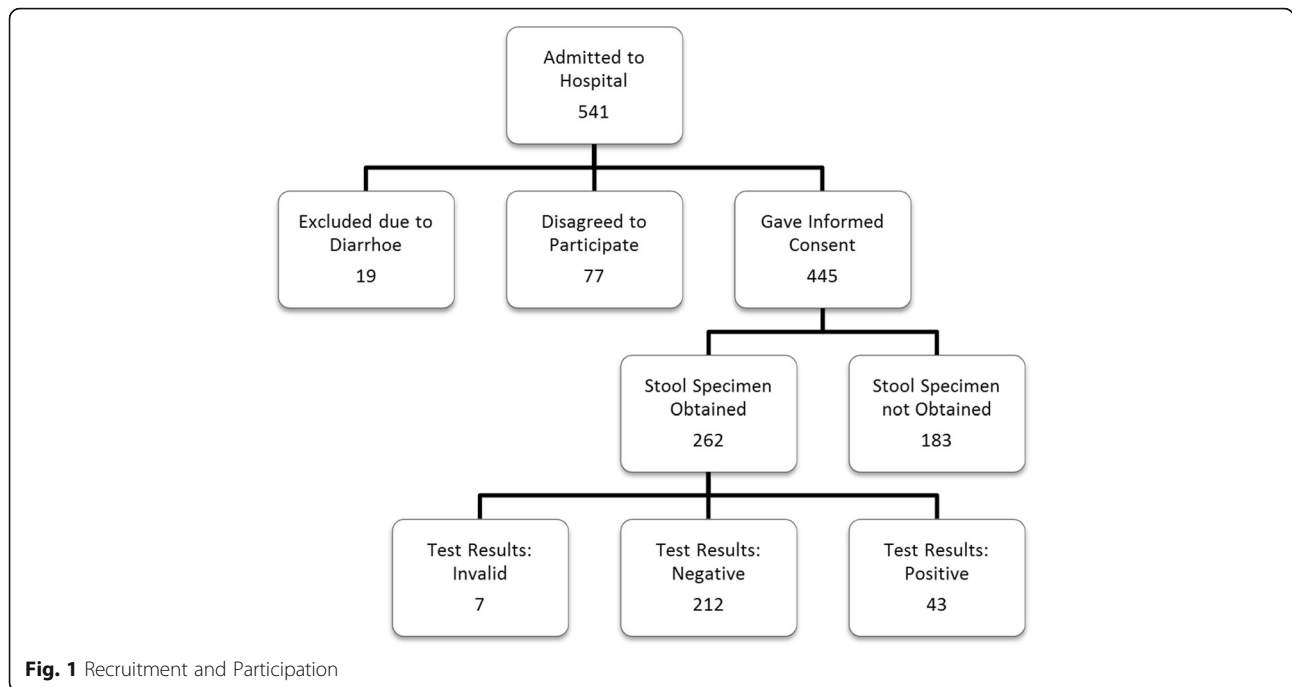 Admitted to
Hospital
541
Excluded due to
Diarrhoe
19
Disagreed to
Participate
77
Gave Informed
Consent
445
Stool Specimen
Obtained
262
Stool Specimen
not Obtained
183
Test Results:
Invalid
7
Test Results:
Negative
212
Test Results:
Positive
43
Fig. 1 Recruitment and Participation